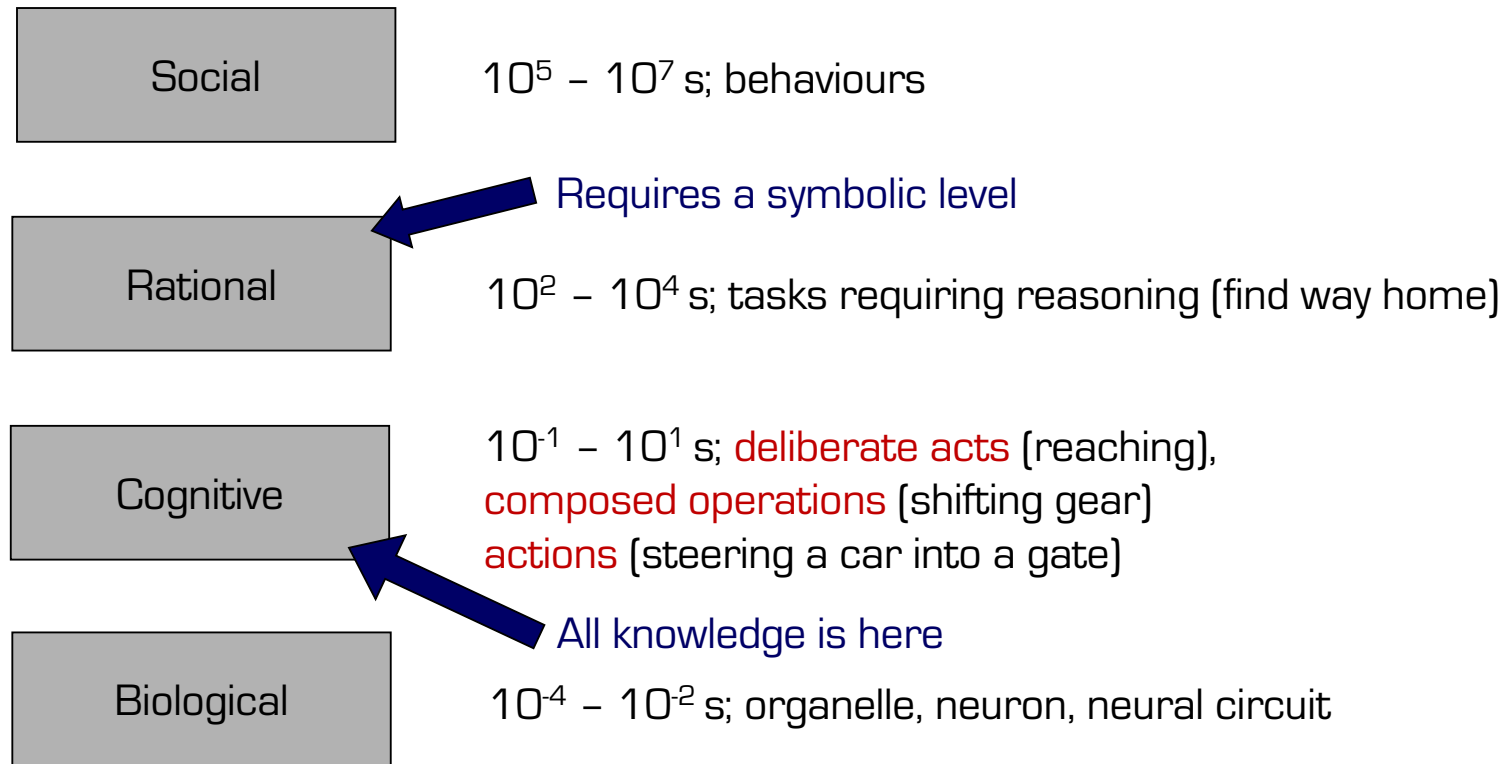 Social
10⁵ – 10⁷ s; behaviours
Requires a symbolic level
Rational
10² – 10⁴ s; tasks requiring reasoning (find way home)
Cognitive
10⁻¹ – 10¹ s; deliberate acts (reaching),
composed operations (shifting gear)
actions (steering a car into a gate)
All knowledge is here
Biological
10⁻⁴ – 10⁻² s; organelle, neuron, neural circuit